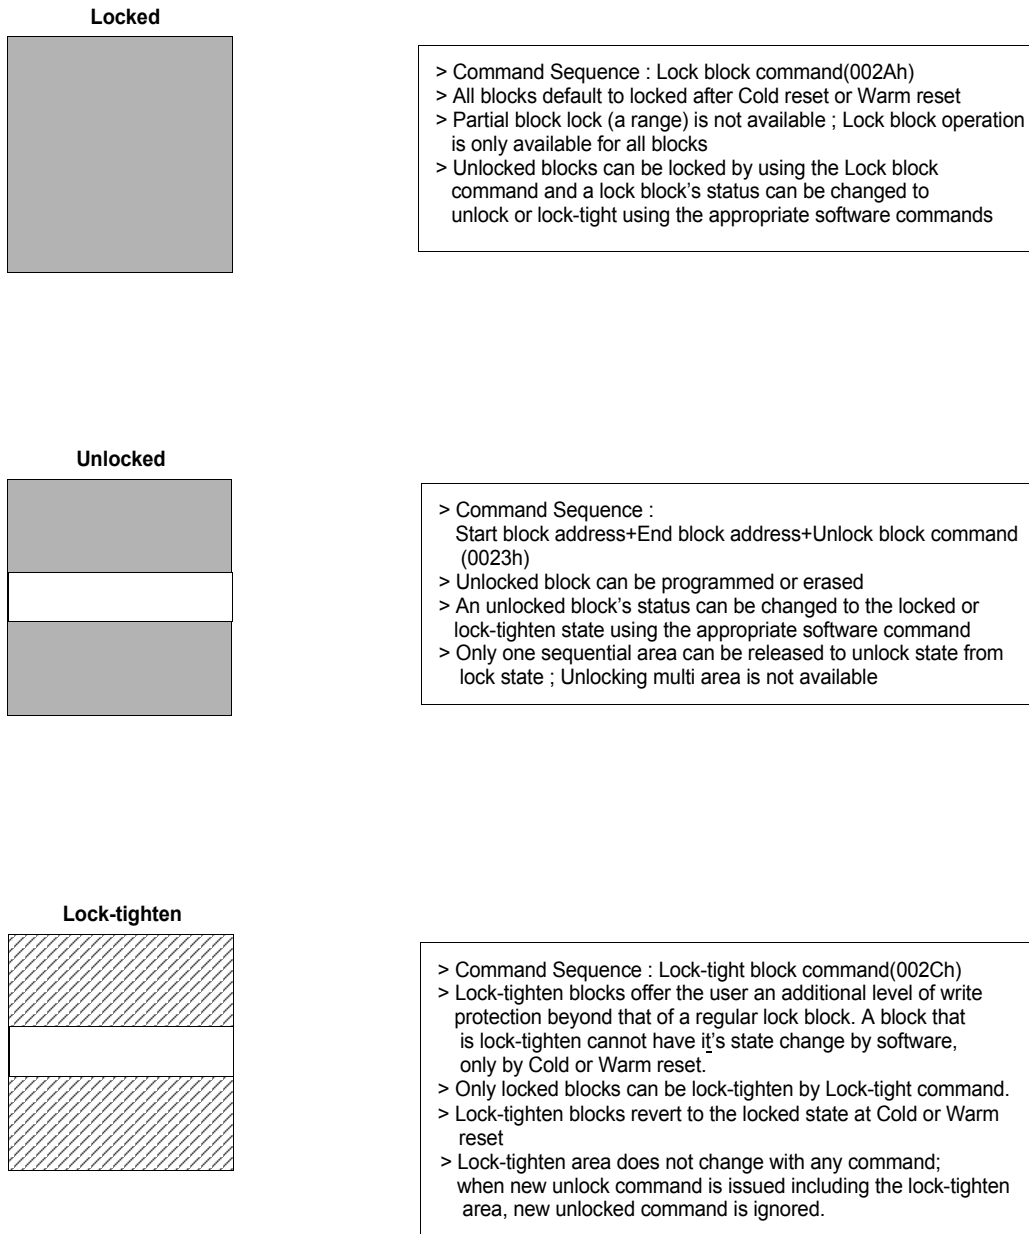 Locked
> Command Sequence : Lock block command(002Ah)
> All blocks default to locked after Cold reset or Warm reset
> Partial block lock (a range) is not available ; Lock block operation
is only available for all blocks
> Unlocked blocks can be locked by using the Lock block
command and a lock block’s status can be changed to
unlock or lock-tight using the appropriate software commands
Unlocked
> Command Sequence :
Start block address+End block address+Unlock block command
(0023h)
> Unlocked block can be programmed or erased
> An unlocked block’s status can be changed to the locked or
lock-tighten state using the appropriate software command
> Only one sequential area can be released to unlock state from
lock state ; Unlocking multi area is not available
Lock-tighten
> Command Sequence : Lock-tight block command(002Ch)
> Lock-tighten blocks offer the user an additional level of write
protection beyond that of a regular lock block. A block that
is lock-tighten cannot have it’s state change by software,
only by Cold or Warm reset.
> Only locked blocks can be lock-tighten by Lock-tight command.
> Lock-tighten blocks revert to the locked state at Cold or Warm
reset
> Lock-tighten area does not change with any command;
when new unlock command is issued including the lock-tighten
area, new unlocked command is ignored.